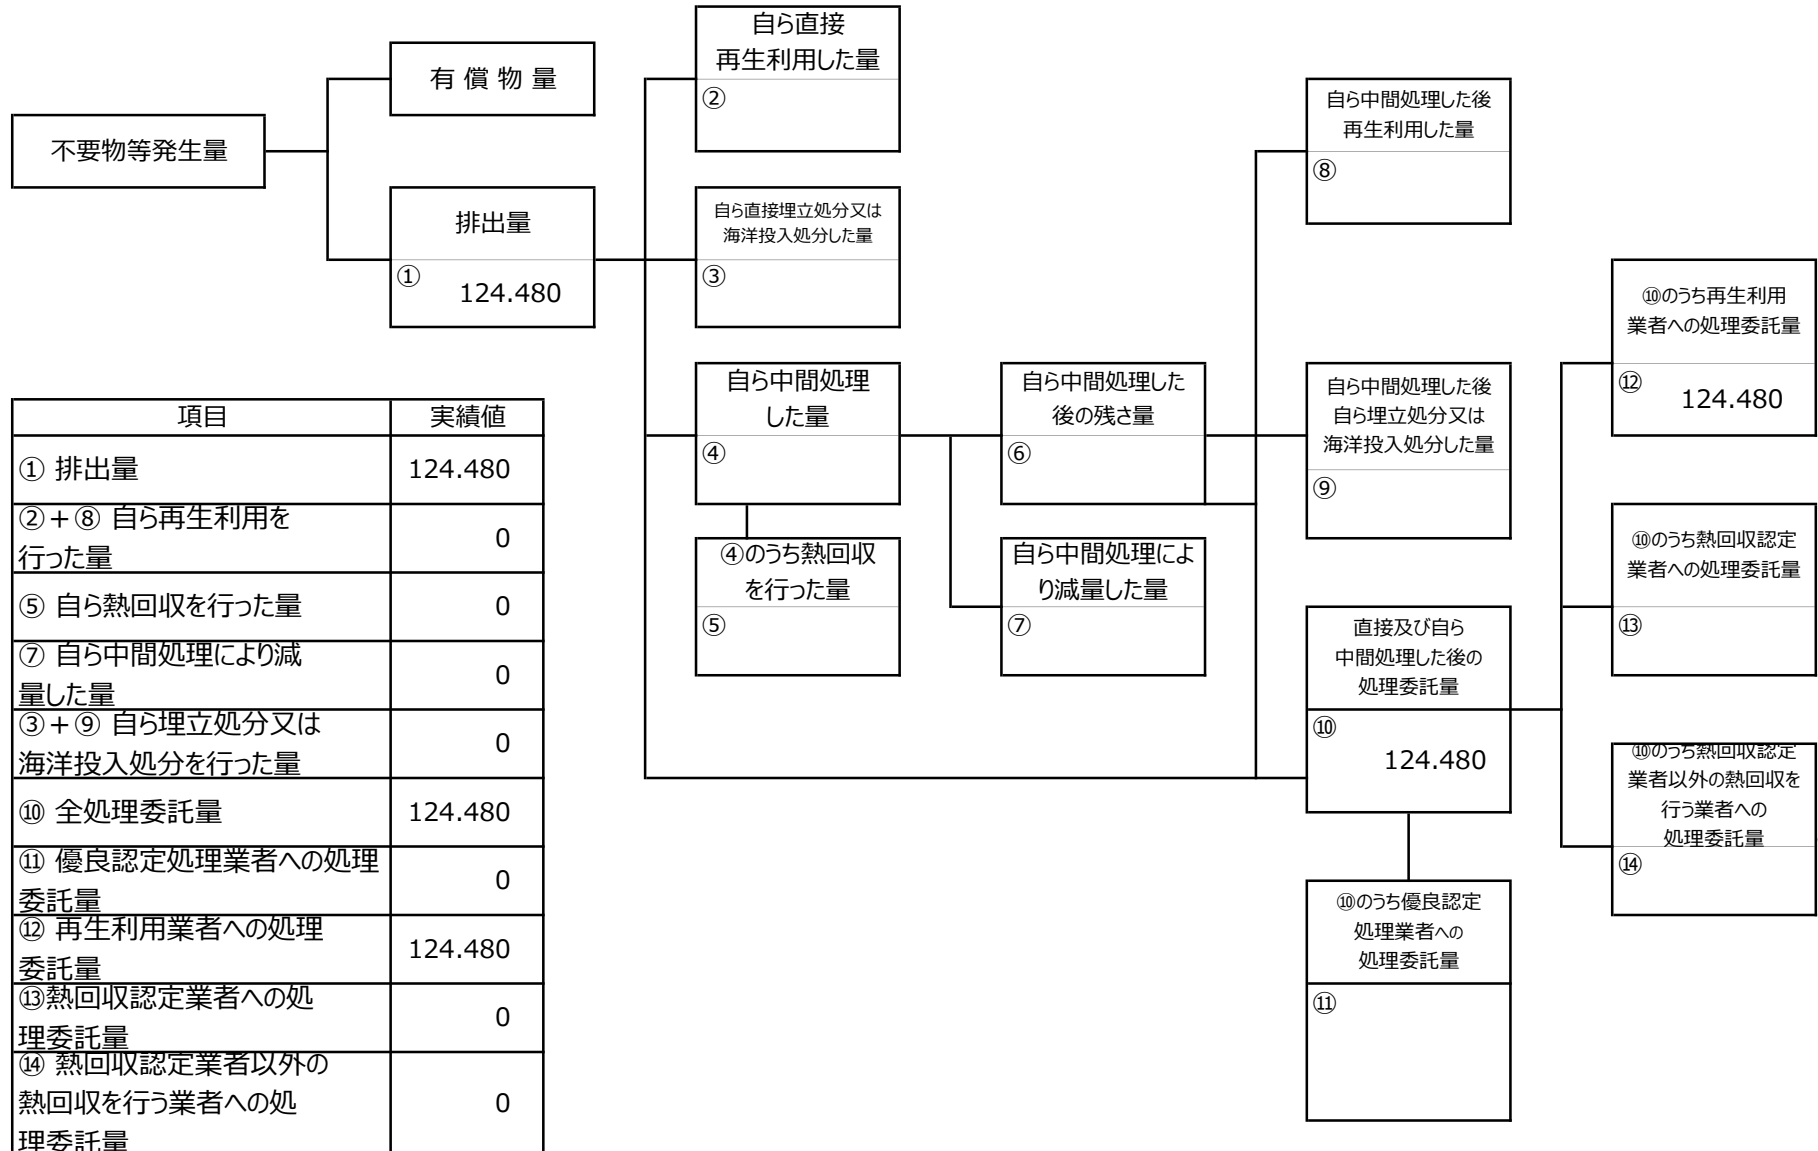 不要物等発生量
有 償 物 量
排出量
①
124.480
自ら直接
再生利用した量
②
自ら直接埋立処分又は
海洋投入処分した量
③
自ら中間処理
した量
④
④のうち熱回収
を行った量
⑤
自ら中間処理した
後の残さ量
⑥
自ら中間処理によ
り減量した量
⑦
自ら中間処理した後
再生利用した量
⑧
自ら中間処理した後
自ら埋立処分又は
海洋投入処分した量
⑨
直接及び自ら
中間処理した後の
処理委託量
⑩
124.480
⑩のうち優良認定
処理業者への
処理委託量
⑪
⑩のうち再生利用
業者への処理委託量
⑫
124.480
⑩のうち熱回収認定
業者への処理委託量
⑬
⑩のうち熱回収認定
業者以外の熱回収を
行う業者への
処理委託量
⑭
項目 実績値
① 排出量 124.480
②+⑧ 自ら再生利用を
行った量 0
⑤ 自ら熱回収を行った量 0
⑦ 自ら中間処理により減
量した量 0
③+⑨ 自ら埋立処分又は
海洋投入処分を行った量 0
⑩ 全処理委託量 124.480
⑪ 優良認定処理業者への処理
委託量 0
⑫ 再生利用業者への処理
委託量 124.480
⑬熱回収認定業者への処
理委託量 0
⑭ 熱回収認定業者以外の
熱回収を行う業者への処 0
理委託量